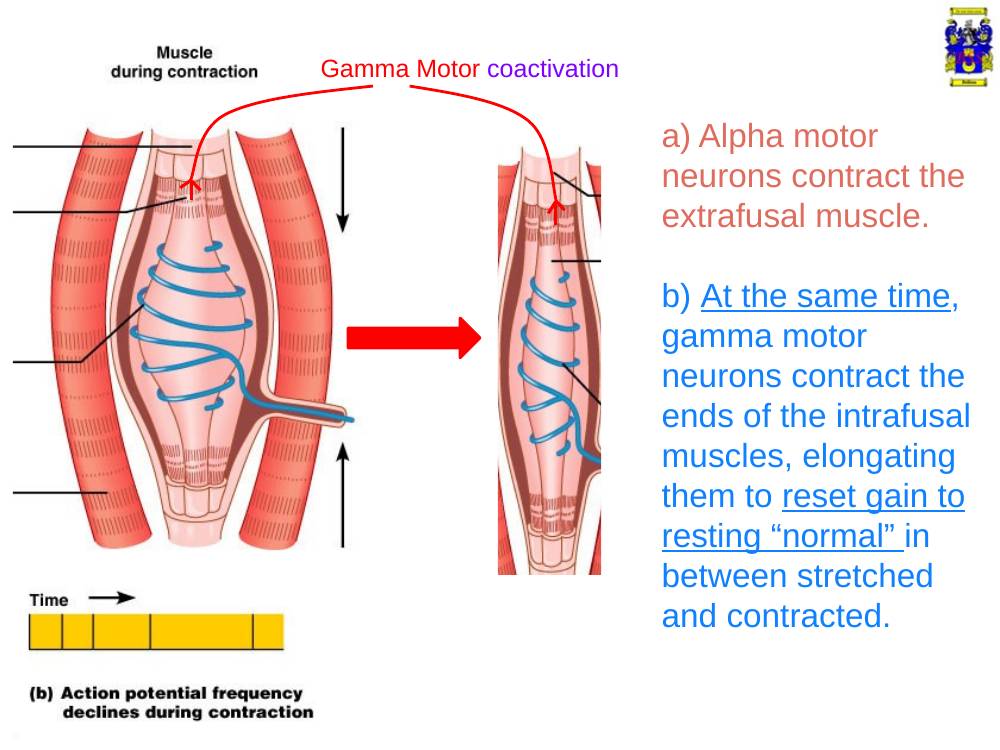 Muscle
during contraction
Gamma Motor coactivation
a) Alpha motor
neurons contract the
extrafusal muscle.
b) At the same time,
gamma motor
neurons contract the
ends of the intrafusal
muscles, elongating
them to reset gain to
resting “normal” in
between stretched
and contracted.
Time
(b) Action potential frequency
declines during contraction